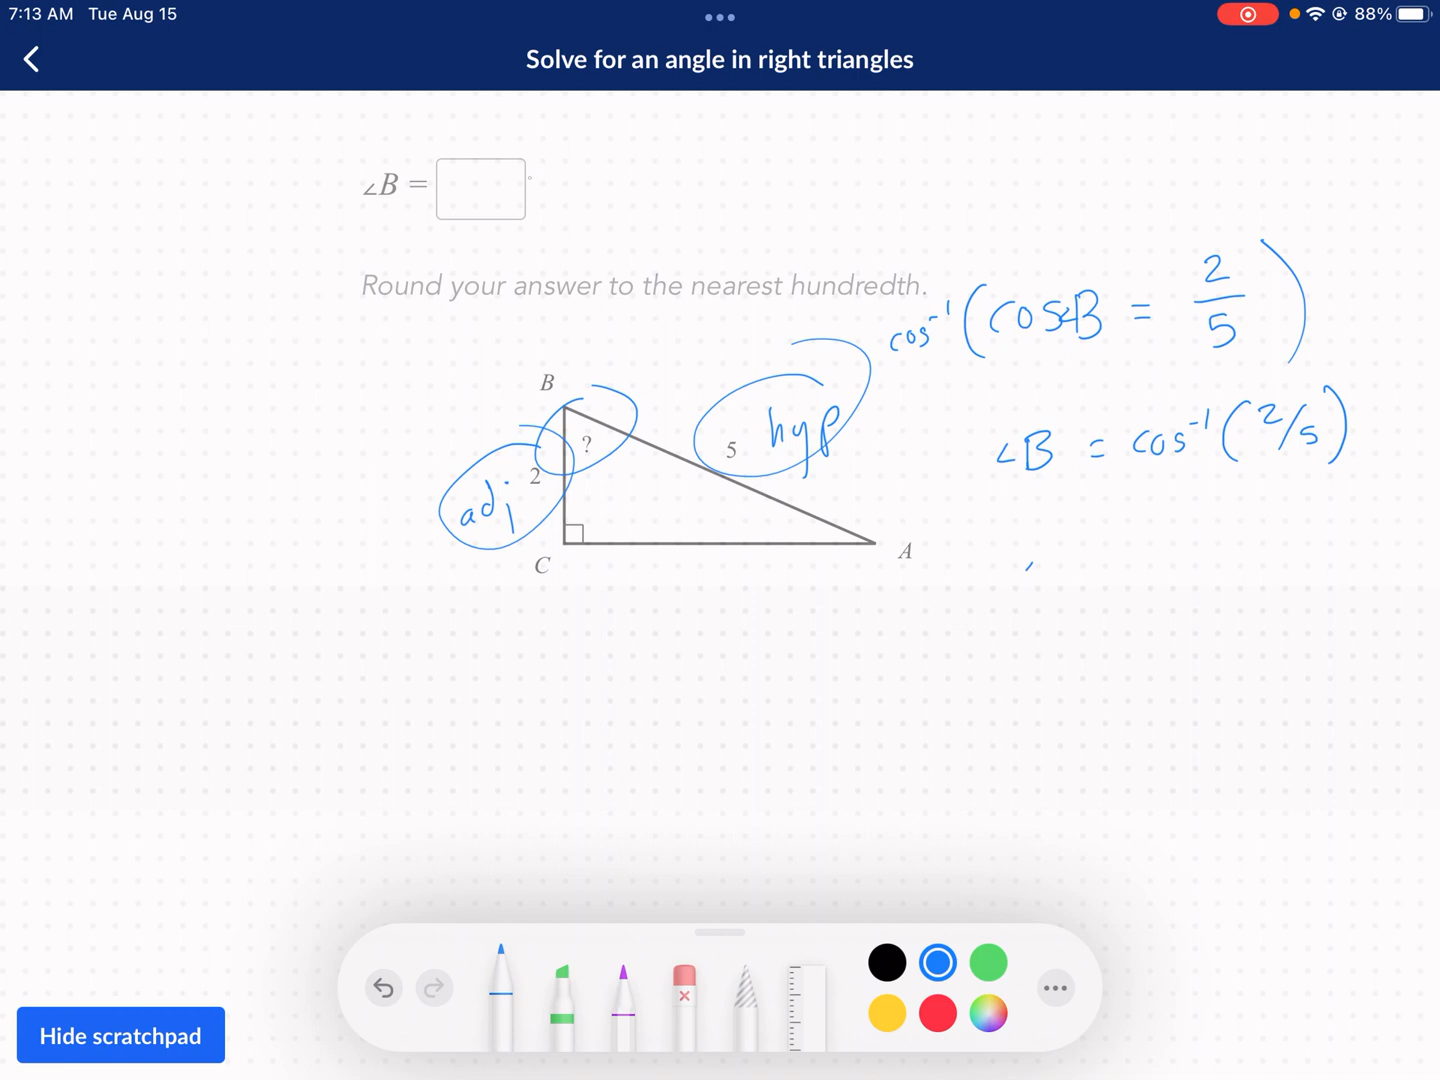 7:13 AM Tue Aug 15
88%
Solve for an angle in right triangles
∠B = °
Round your answer to the nearest hundredth.
cos⁻¹(cos∠B = 2/5)
∠B = cos⁻¹(2/5)
B
?
5
hyp
2
adj
C
A
Hide scratchpad